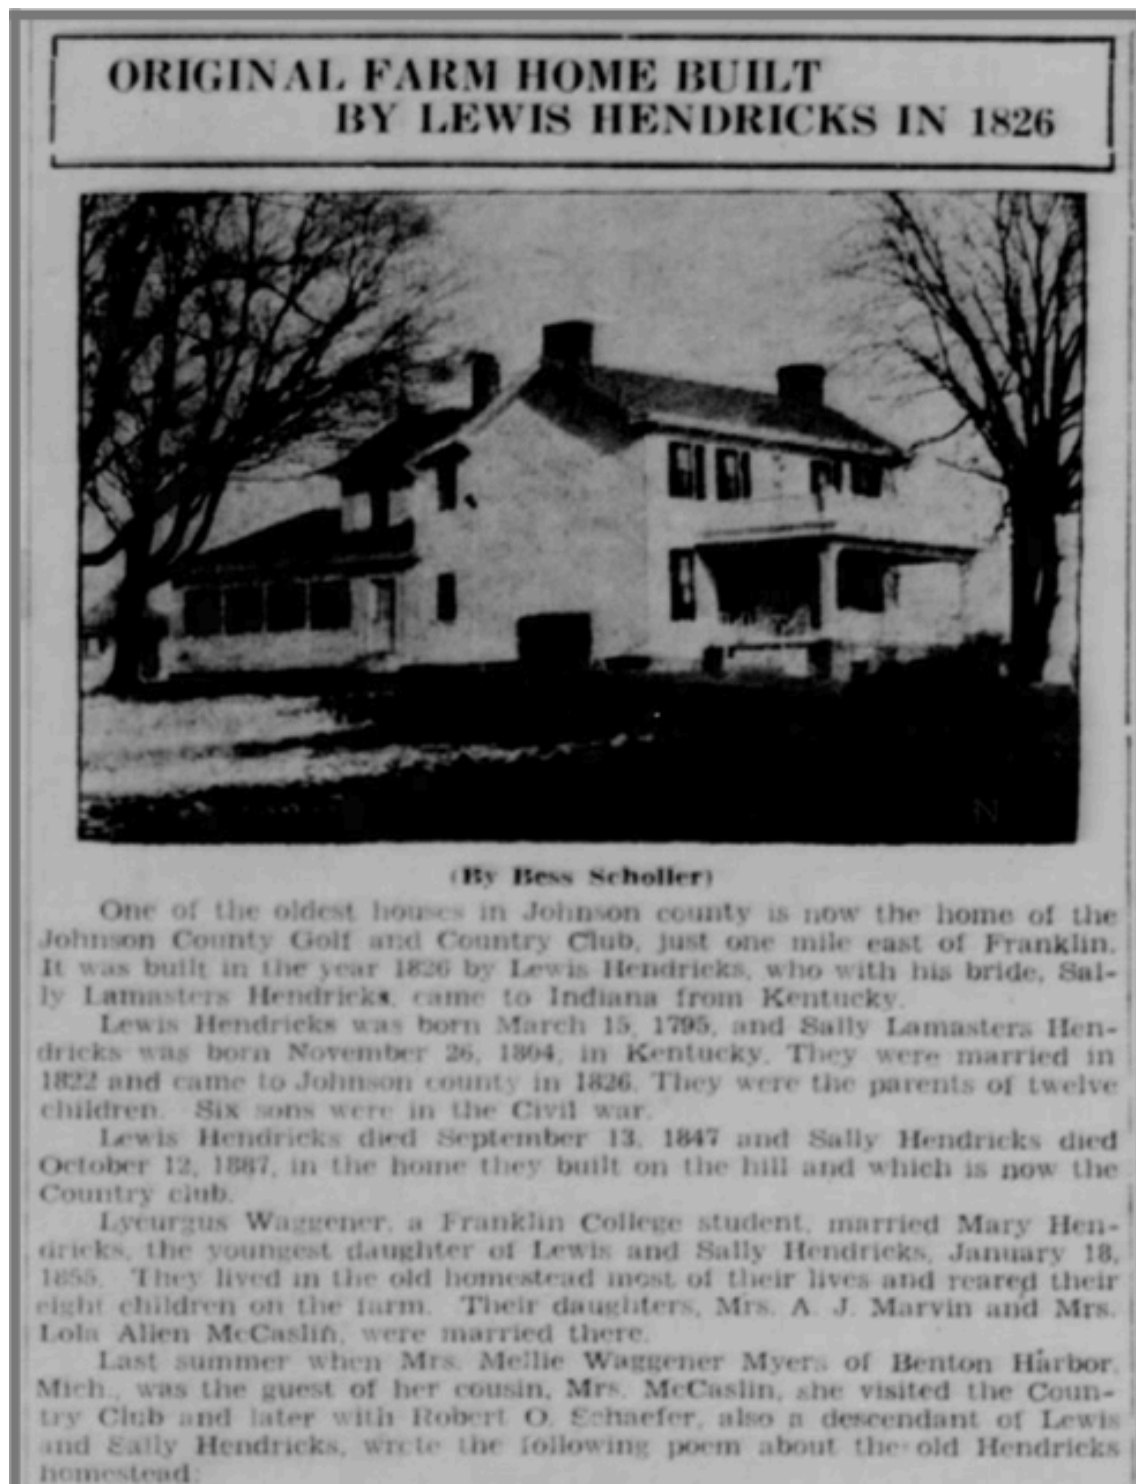 ORIGINAL FARM HOME BUILT
BY LEWIS HENDRICKS IN 1826
N
(By Bess Scholler)
One of the oldest houses in Johnson county is now the home of the
Johnson County Golf and Country Club, just one mile east of Franklin.
It was built in the year 1826 by Lewis Hendricks, who with his bride, Sal-
ly Lamasters Hendricks, came to Indiana from Kentucky.
Lewis Hendricks was born March 15, 1795, and Sally Lamasters Hen-
dricks was born November 26, 1804, in Kentucky. They were married in
1822 and came to Johnson county in 1826. They were the parents of twelve
children. Six sons were in the Civil war.
Lewis Hendricks died September 13, 1847 and Sally Hendricks died
October 12, 1887, in the home they built on the hill and which is now the
Country club.
Lycurgus Waggener, a Franklin College student, married Mary Hen-
dricks, the youngest daughter of Lewis and Sally Hendricks, January 18,
1855. They lived in the old homestead most of their lives and reared their
eight children on the farm. Their daughters, Mrs. A. J. Marvin and Mrs.
Lola Allen McCaslin, were married there.
Last summer when Mrs. Mellie Waggener Myers of Benton Harbor,
Mich., was the guest of her cousin, Mrs. McCaslin, she visited the Coun-
try Club and later with Robert O. Schaefer, also a descendant of Lewis
and Sally Hendricks, wrote the following poem about the old Hendricks
homestead: